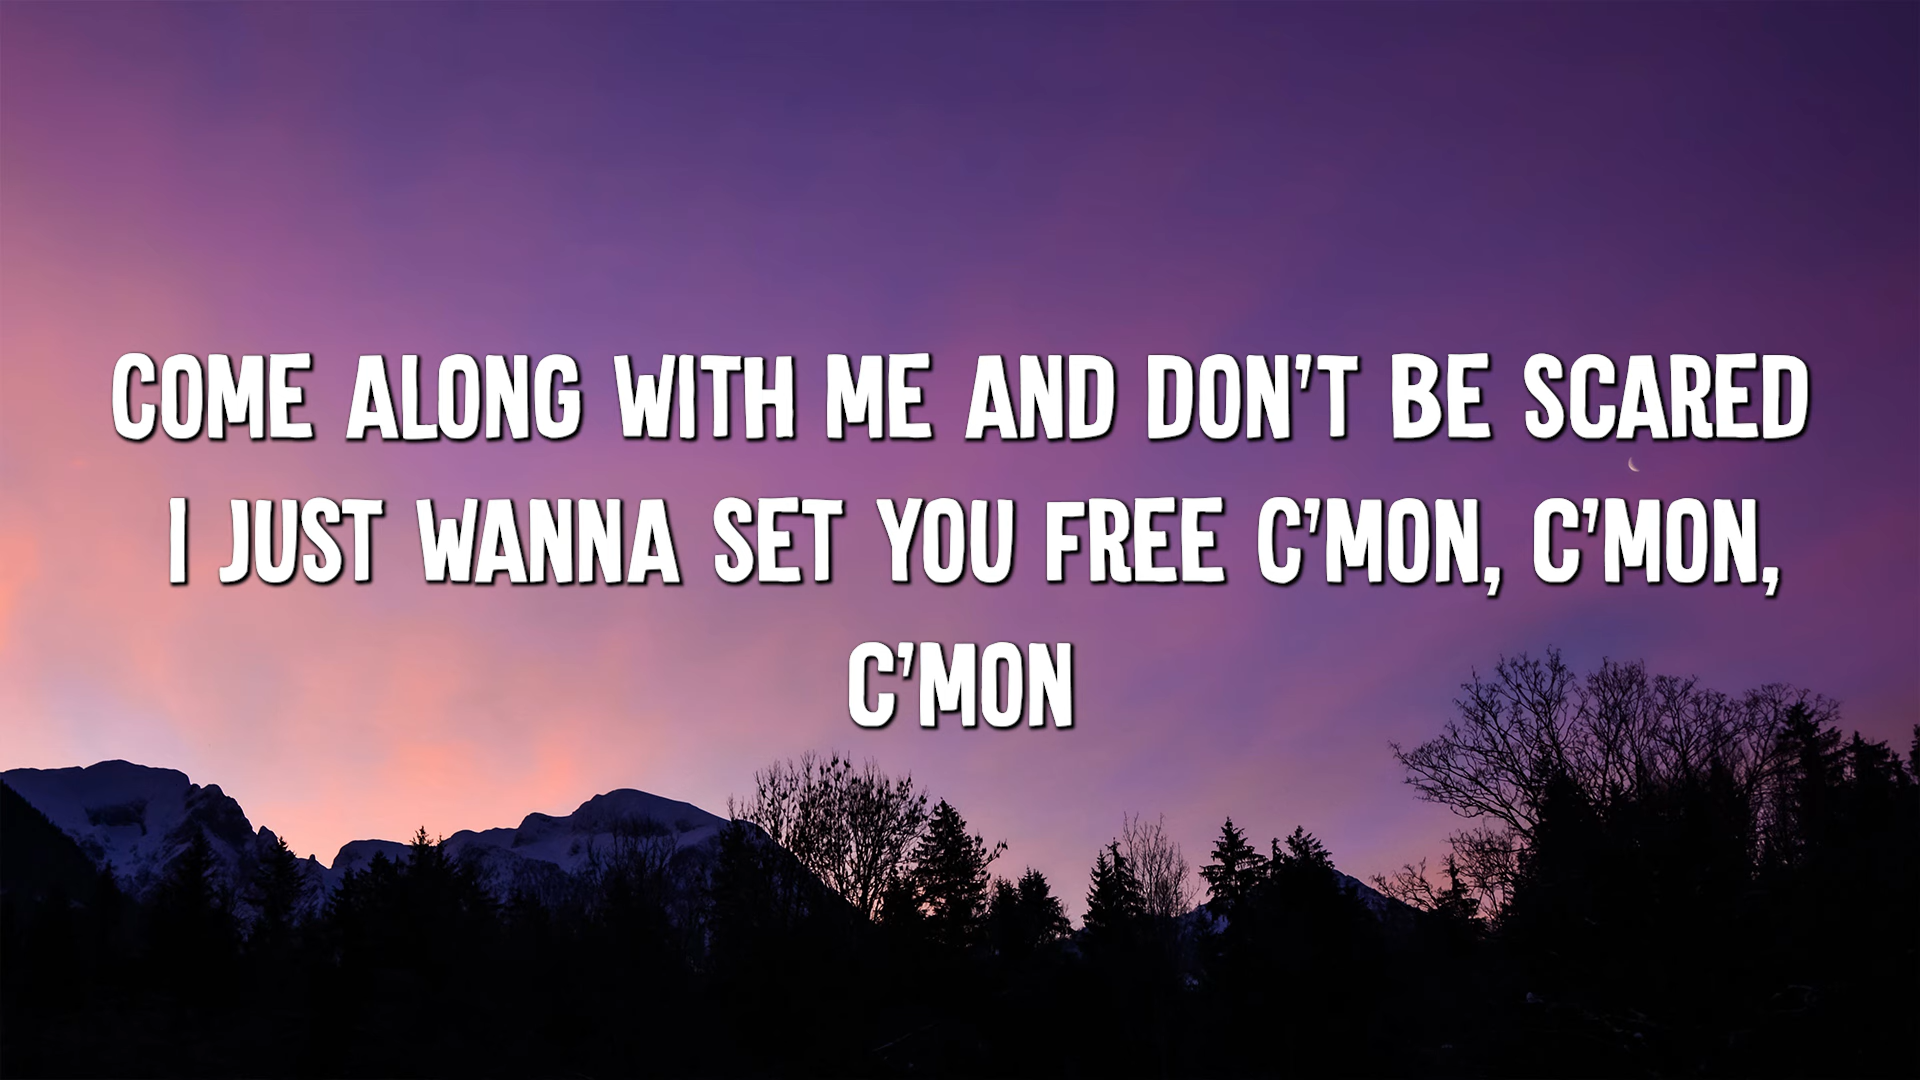 COME ALONG WITH ME AND DON'T BE SCARED
I JUST WANNA SET YOU FREE C'MON, C'MON,
C'MON